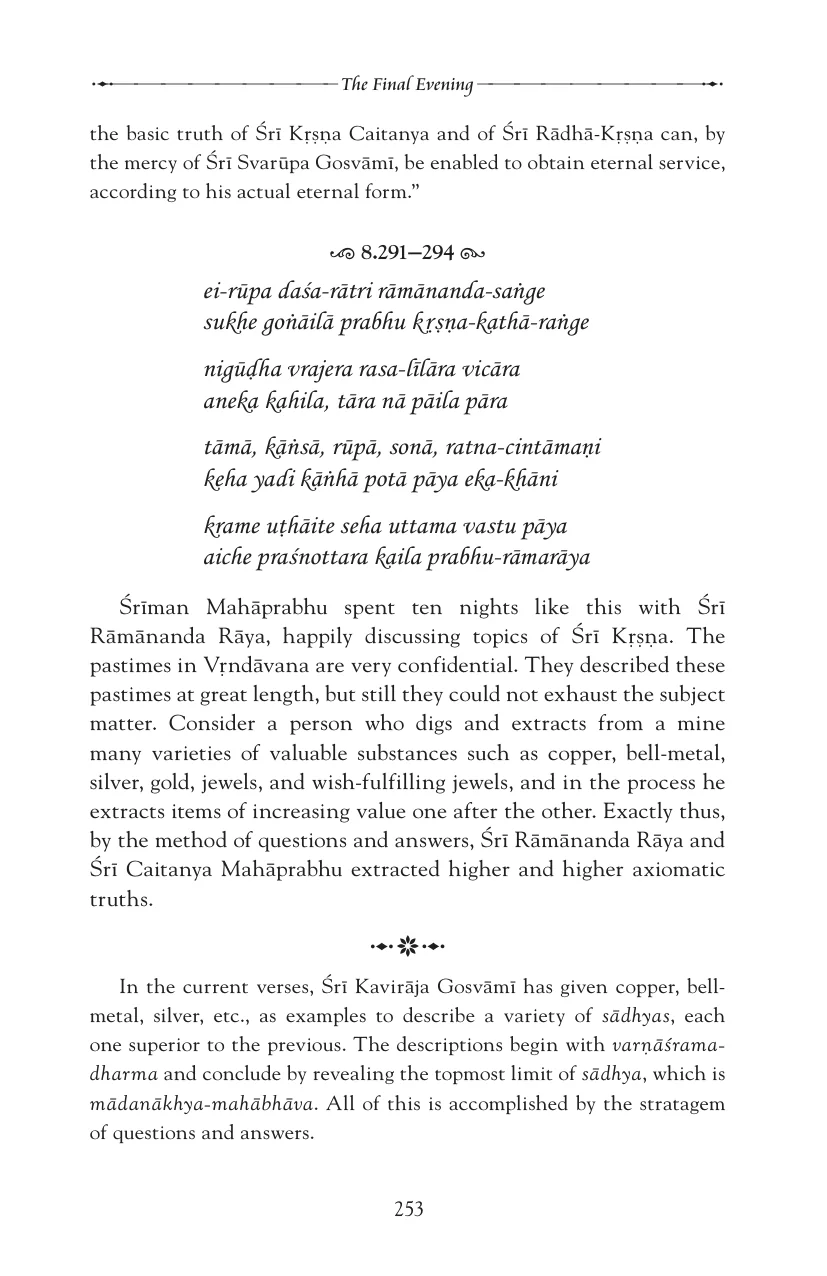 The Final Evening
the basic truth of Śrī Kṛṣṇa Caitanya and of Śrī Rādhā-Kṛṣṇa can, by
the mercy of Śrī Svarūpa Gosvāmī, be enabled to obtain eternal service,
according to his actual eternal form.”
8.291–294
ei-rūpa daśa-rātri rāmānanda-saṅge
sukhe goṅāilā prabhu kṛṣṇa-kathā-raṅge
nigūḍha vrajera rasa-līlāra vicāra
aneka kahila, tāra nā pāila pāra
tāmā, kāṅsā, rūpā, sonā, ratna-cintāmaṇi
keha yadi kāṅhā potā pāya eka-khāni
krame uṭhāite seha uttama vastu pāya
aiche praśnottara kaila prabhu-rāmarāya
Śrīman Mahāprabhu spent ten nights like this with Śrī
Rāmānanda Rāya, happily discussing topics of Śrī Kṛṣṇa. The
pastimes in Vṛndāvana are very confidential. They described these
pastimes at great length, but still they could not exhaust the subject
matter. Consider a person who digs and extracts from a mine
many varieties of valuable substances such as copper, bell-metal,
silver, gold, jewels, and wish-fulfilling jewels, and in the process he
extracts items of increasing value one after the other. Exactly thus,
by the method of questions and answers, Śrī Rāmānanda Rāya and
Śrī Caitanya Mahāprabhu extracted higher and higher axiomatic
truths.
In the current verses, Śrī Kavirāja Gosvāmī has given copper, bell-
metal, silver, etc., as examples to describe a variety of sādhyas, each
one superior to the previous. The descriptions begin with varṇāśrama-
dharma and conclude by revealing the topmost limit of sādhya, which is
mādanākhya-mahābhāva. All of this is accomplished by the stratagem
of questions and answers.
253